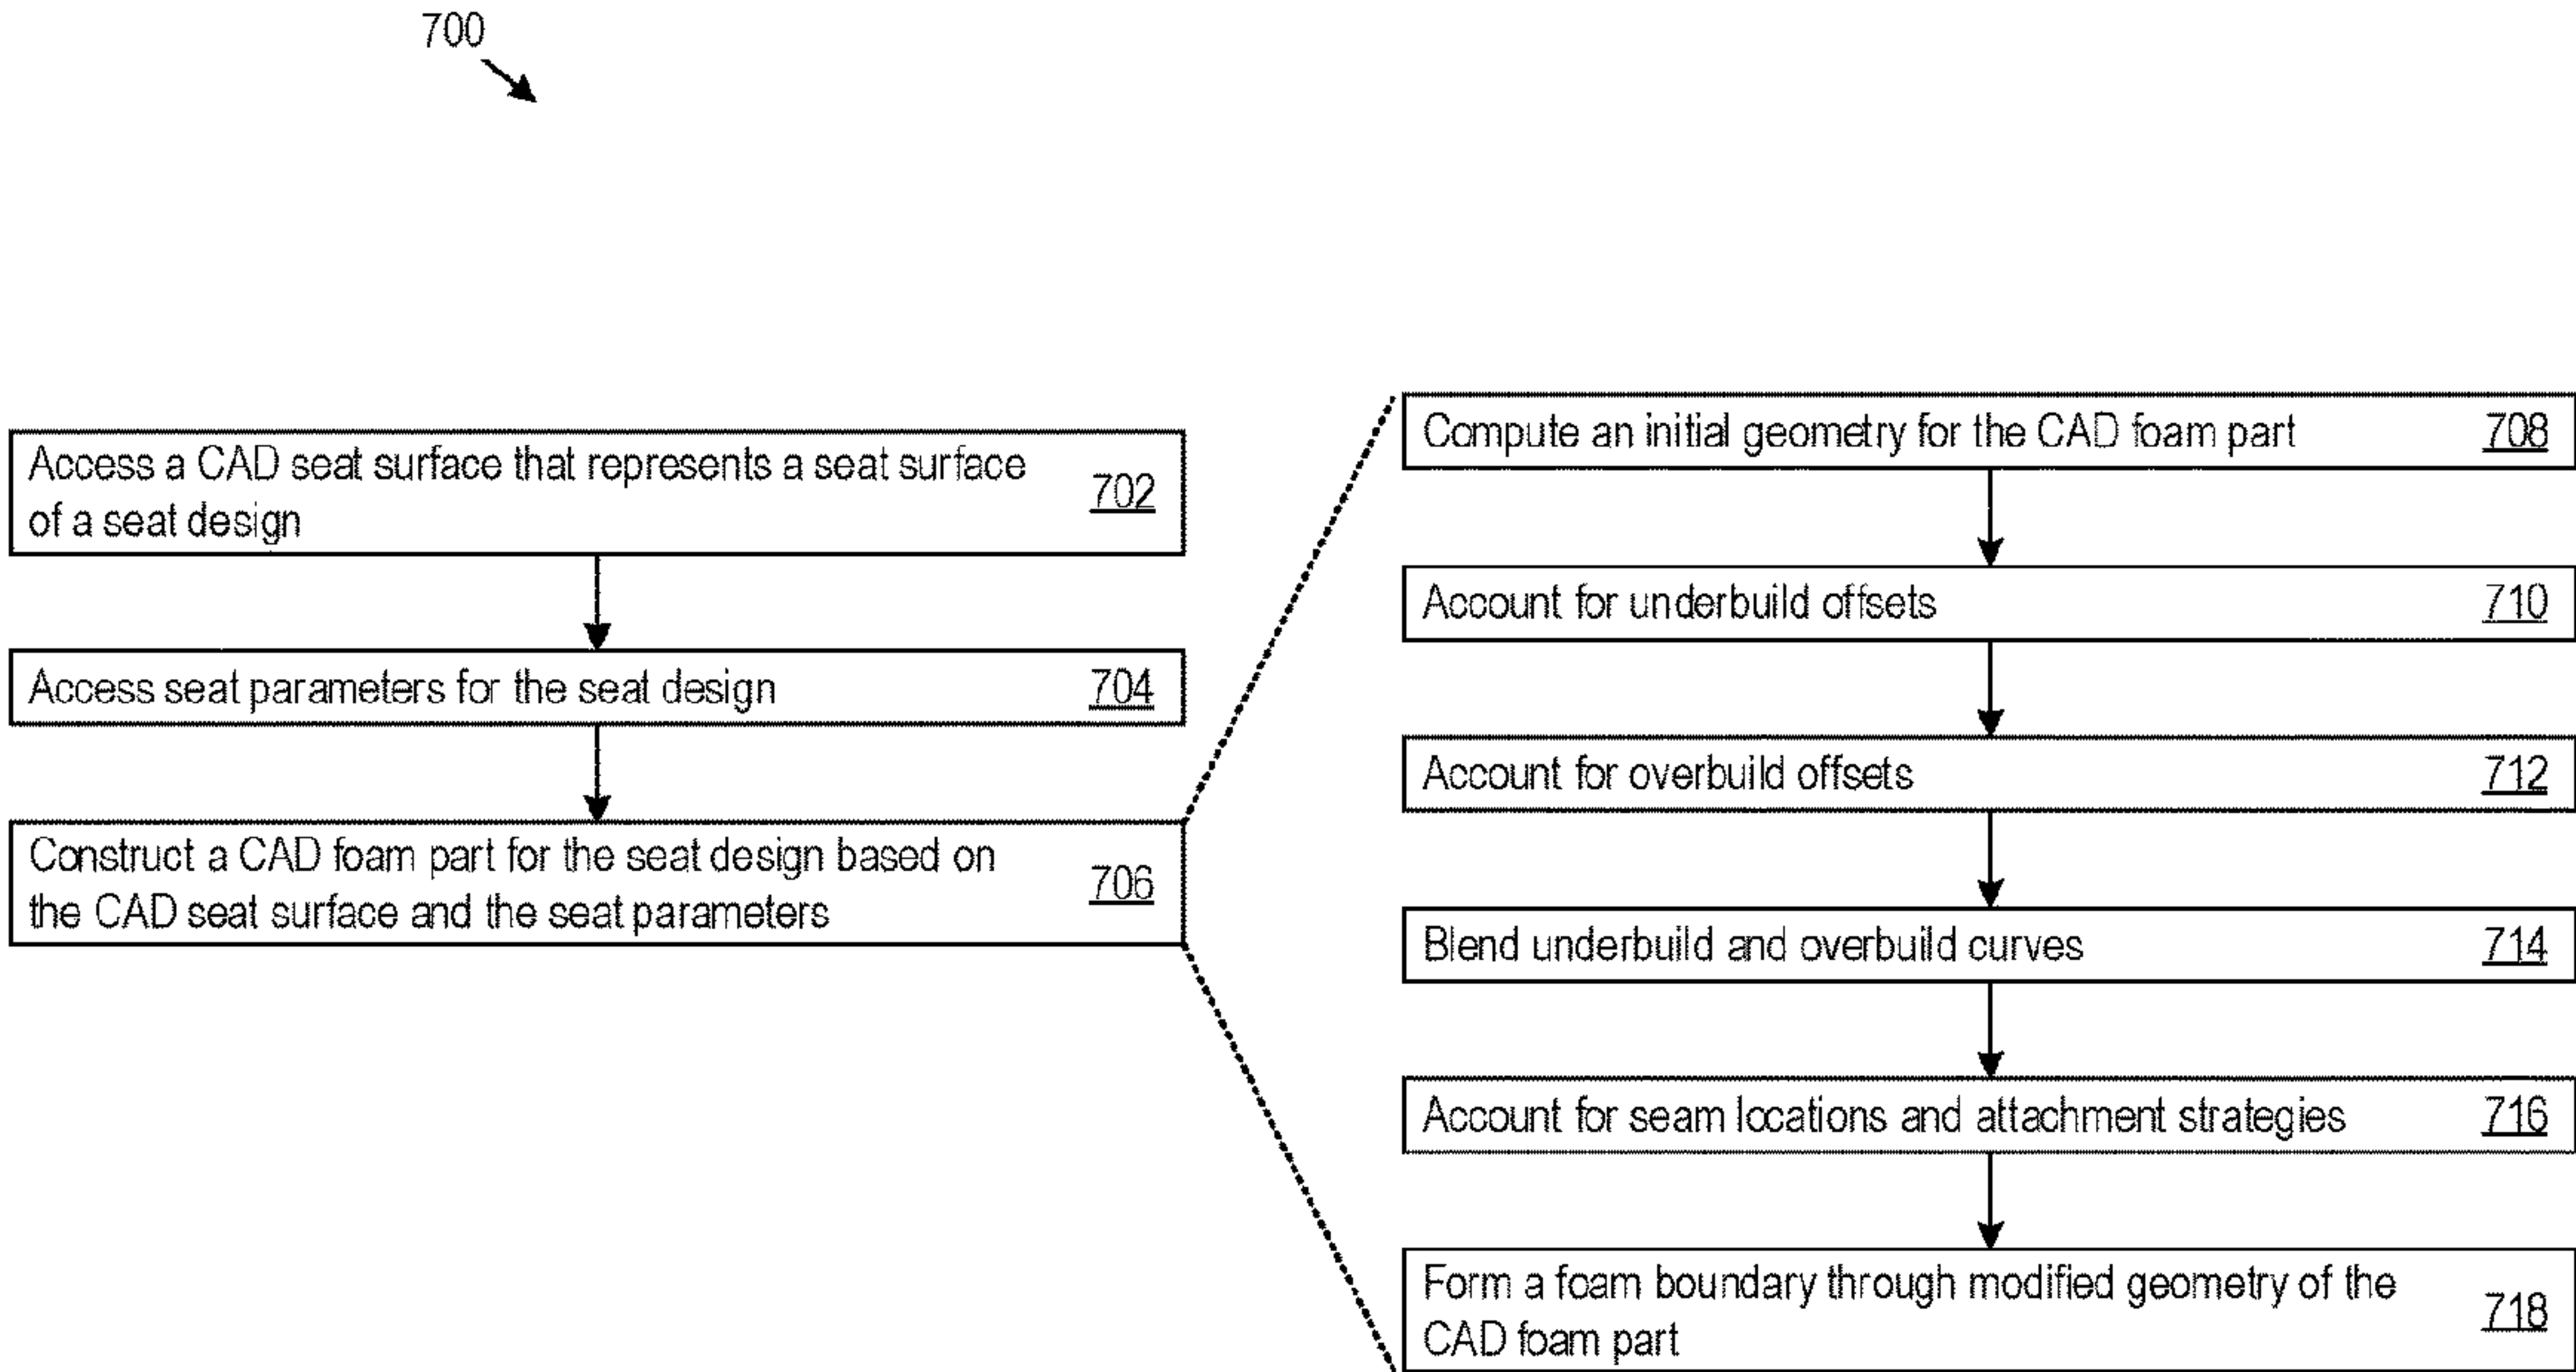 700
Access a CAD seat surface that represents a seat surface
of a seat design
702
Access seat parameters for the seat design
704
Construct a CAD foam part for the seat design based on
the CAD seat surface and the seat parameters
706
Compute an initial geometry for the CAD foam part
708
Account for underbuild offsets
710
Account for overbuild offsets
712
Blend underbuild and overbuild curves
714
Account for seam locations and attachment strategies
716
Form a foam boundary through modified geometry of the
CAD foam part
718